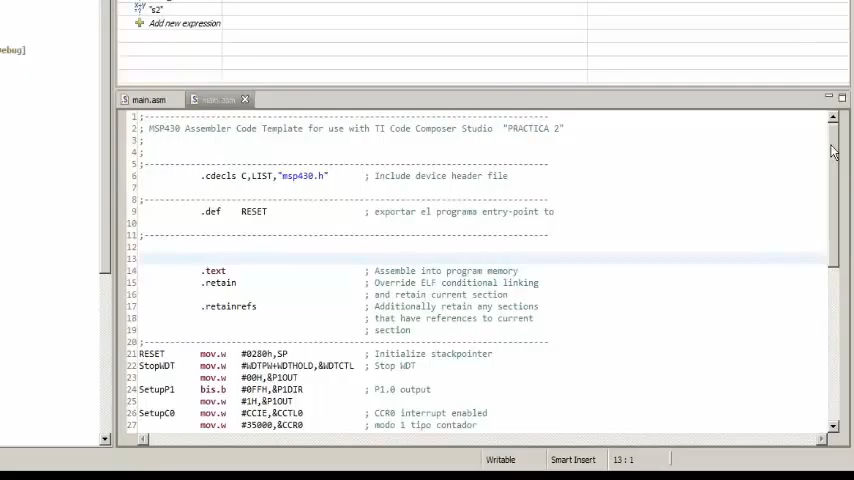 "s2"
Add new expression
ebug]
main.asm main.asm
1 ;
2 ; MSP430 Assembler Code Template for use with TI Code Composer Studio "PRACTICA 2"
3 ;
4 ;
5 ;-----------------------------------------------------------------------
6 .cdecls C,LIST,"msp430.h" ; Include device header file
7
8 ;-----------------------------------------------------------------------
9 .def RESET ; exportar el programa entry-point to
10
11 ;-----------------------------------------------------------------------
12
13
14 .text ; Assemble into program memory
15 .retain ; Override ELF conditional linking
16 ; and retain current section
17 .retainrefs ; Additionally retain any sections
18 ; that have references to current
19 ; section
20 ;-----------------------------------------------------------------------
21 RESET mov.w #0280h,SP ; Initialize stackpointer
22 StopWDT mov.w #WDTPW+WDTHOLD,&WDTCTL ; Stop WDT
23 mov.w #00H,&P1OUT
24 SetupP1 bis.b #0FFH,&P1DIR ; P1.0 output
25 mov.w #1H,&P1OUT
26 SetupC0 mov.w #CCIE,&CCTL0 ; CCR0 interrupt enabled
27 mov.w #35000,&CCR0 ; modo 1 tipo contador
Writable Smart Insert 13 : 1